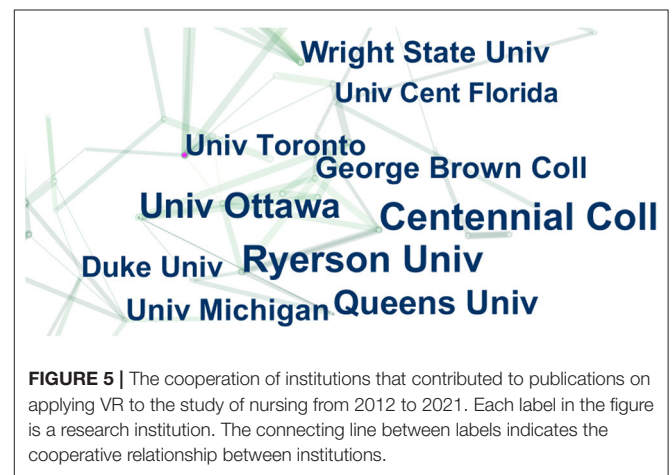 Wright State Univ
Univ Cent Florida
Univ Toronto
George Brown Coll
Univ Ottawa
Centennial Coll
Duke Univ
Ryerson Univ
Univ Michigan
Queens Univ
FIGURE 5 | The cooperation of institutions that contributed to publications on
applying VR to the study of nursing from 2012 to 2021. Each label in the figure
is a research institution. The connecting line between labels indicates the
cooperative relationship between institutions.